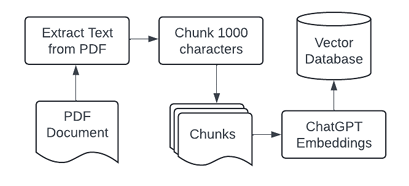 Extract Text
from PDF
Chunk 1000
characters
Vector
Database
PDF
Document
Chunks
ChatGPT
Embeddings